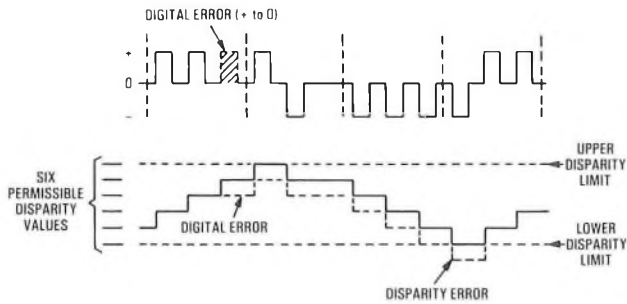 DIGITAL ERROR (+ to 0)
+
0
–
SIX
PERMISSIBLE
DISPARITY
VALUES
UPPER
DISPARITY
LIMIT
DIGITAL ERROR
LOWER
DISPARITY
LIMIT
DISPARITY ERROR